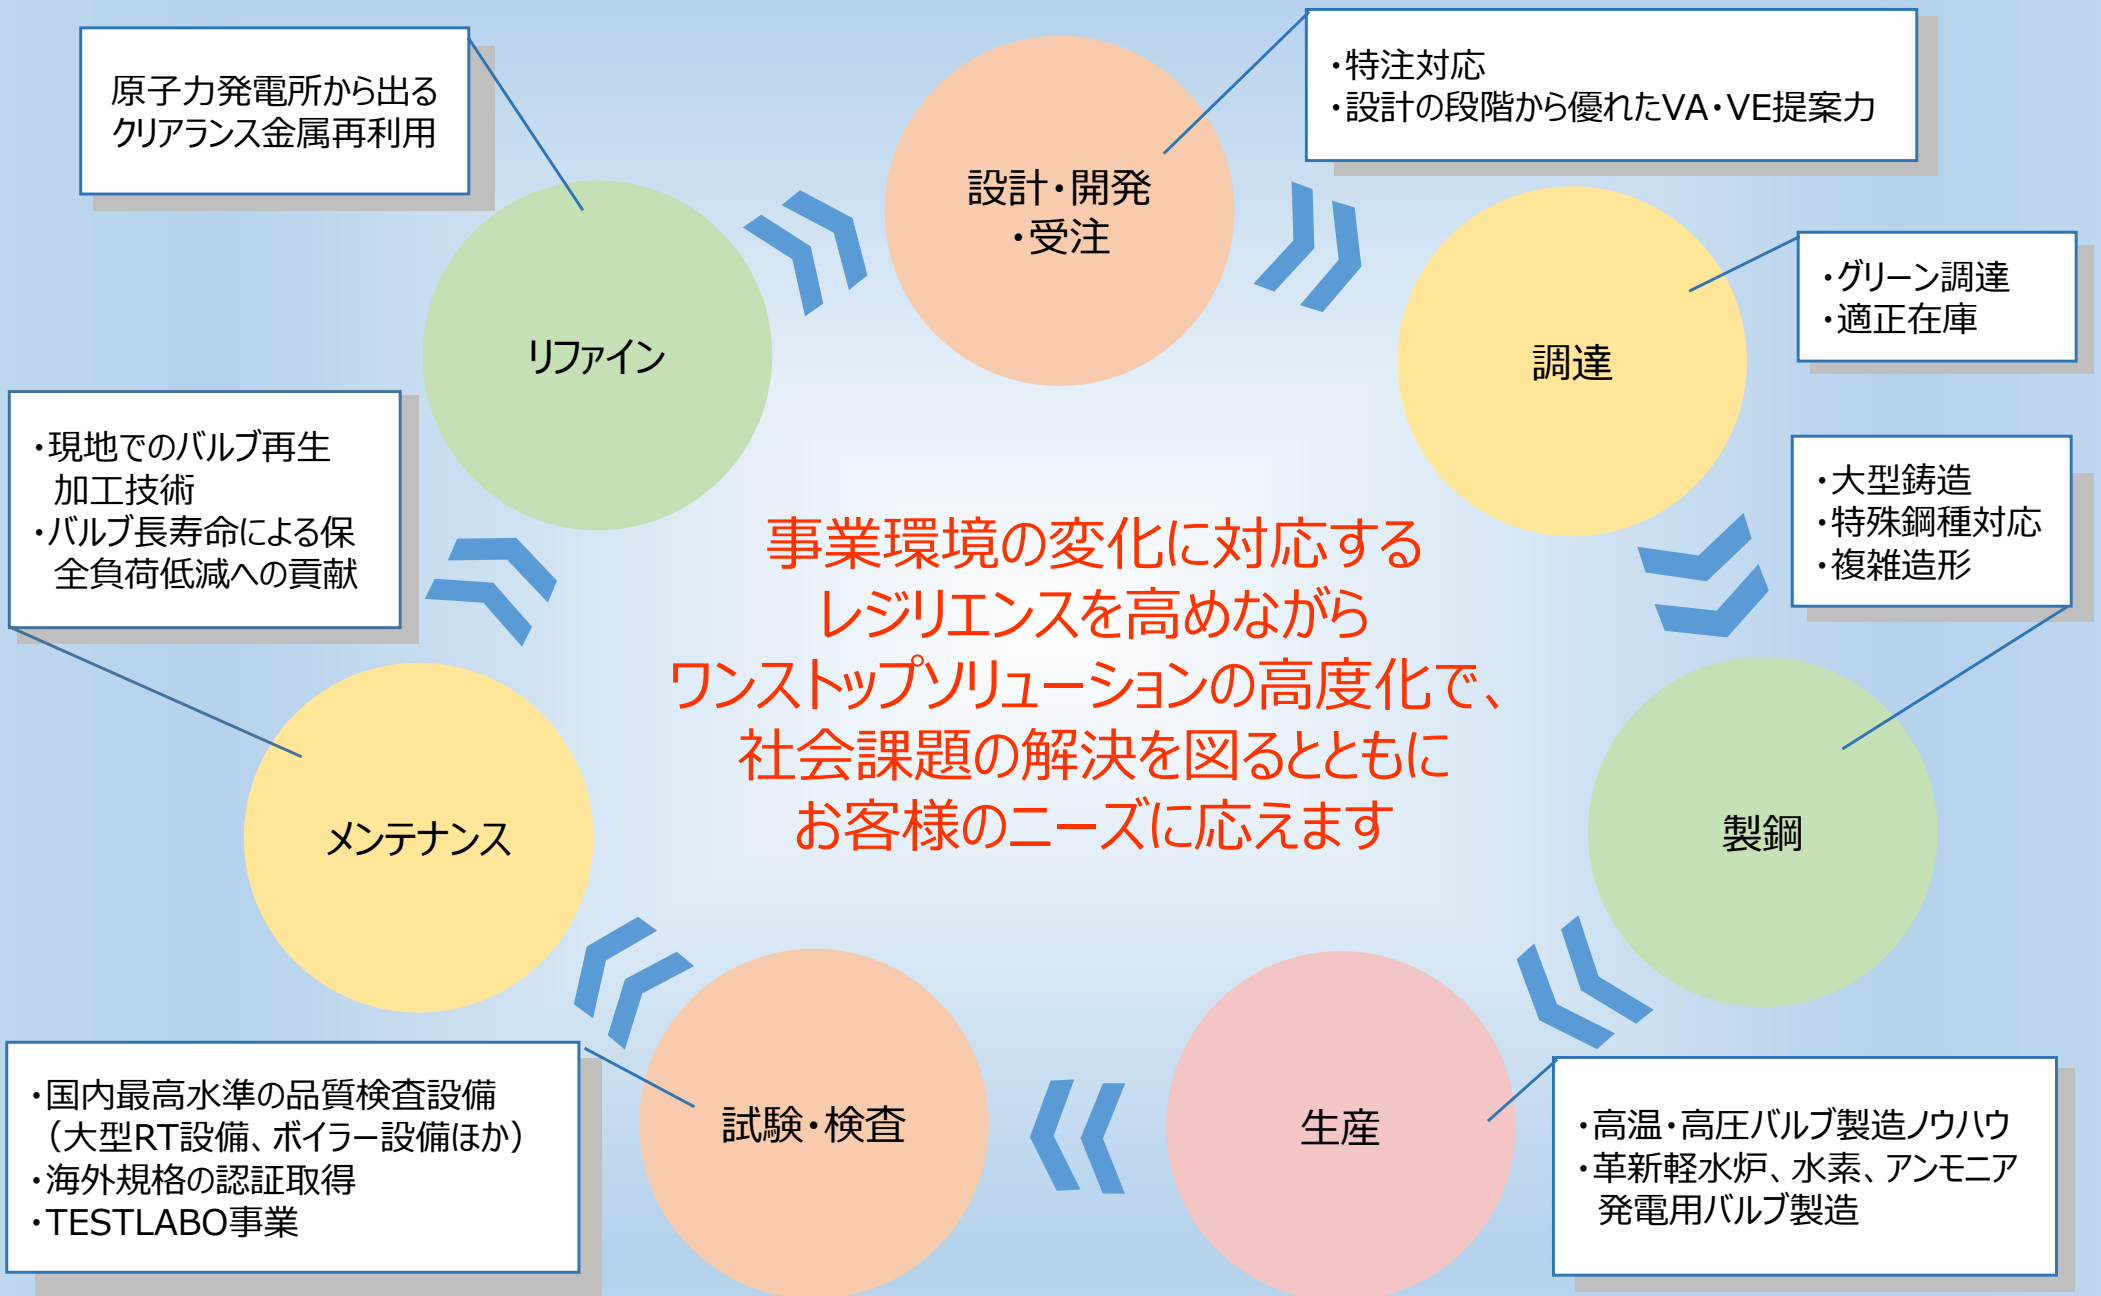 原子力発電所から出る
クリアランス金属再利用
設計・開発
・受注
・特注対応
・設計の段階から優れたVA・VE提案力
リファイン
調達
・グリーン調達
・適正在庫
・現地でのバルブ再生
加工技術
・バルブ長寿命による保
全負荷低減への貢献
・大型鋳造
・特殊鋼種対応
・複雑造形
事業環境の変化に対応する
レジリエンスを高めながら
ワンストップソリューションの高度化で、
社会課題の解決を図るとともに
お客様のニーズに応えます
メンテナンス
製鋼
・国内最高水準の品質検査設備
（大型RT設備、ボイラー設備ほか）
・海外規格の認証取得
・TESTLABO事業
試験・検査
生産
・高温・高圧バルブ製造ノウハウ
・革新軽水炉、水素、アンモニア
発電用バルブ製造